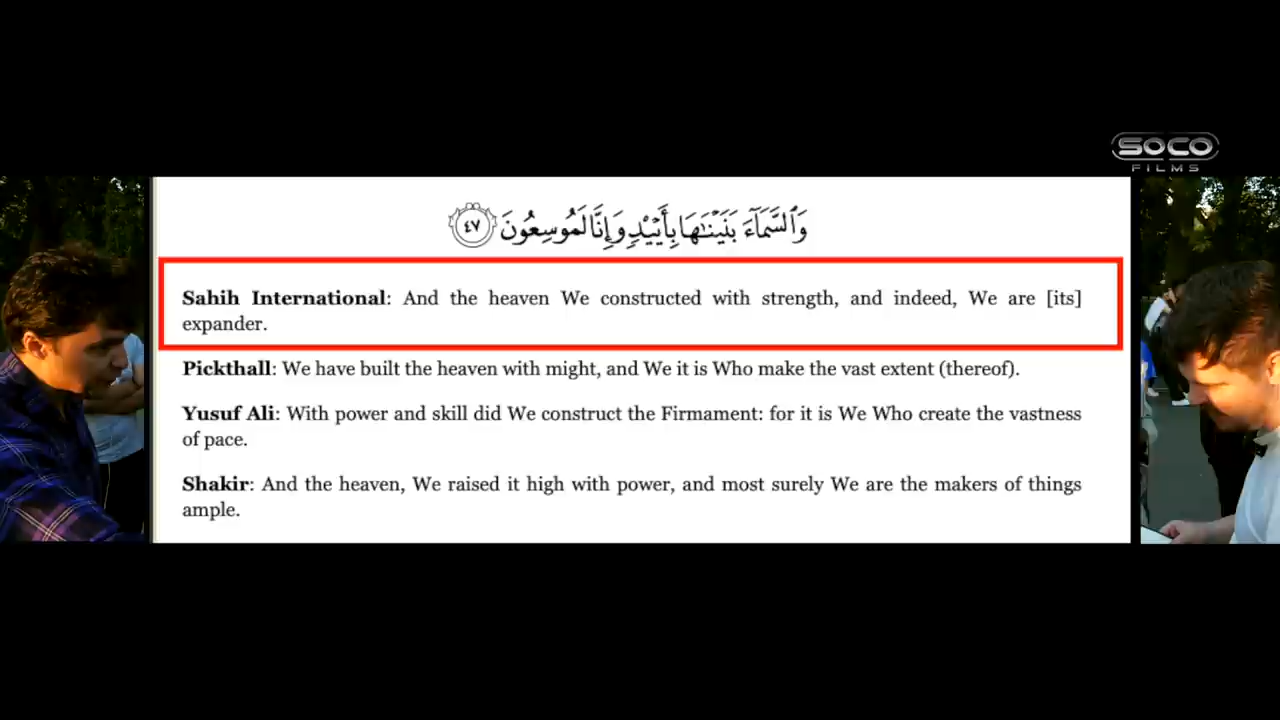 SOCO
FILMS
وَٱلسَّمَآءَ بَنَيْنَٰهَا بِأَيْي۟دٍ وَإِنَّا لَمُوسِعُونَ ٤٧
Sahih International: And the heaven We constructed with strength, and indeed, We are [its]
expander.
Pickthall: We have built the heaven with might, and We it is Who make the vast extent (thereof).
Yusuf Ali: With power and skill did We construct the Firmament: for it is We Who create the vastness
of pace.
Shakir: And the heaven, We raised it high with power, and most surely We are the makers of things
ample.